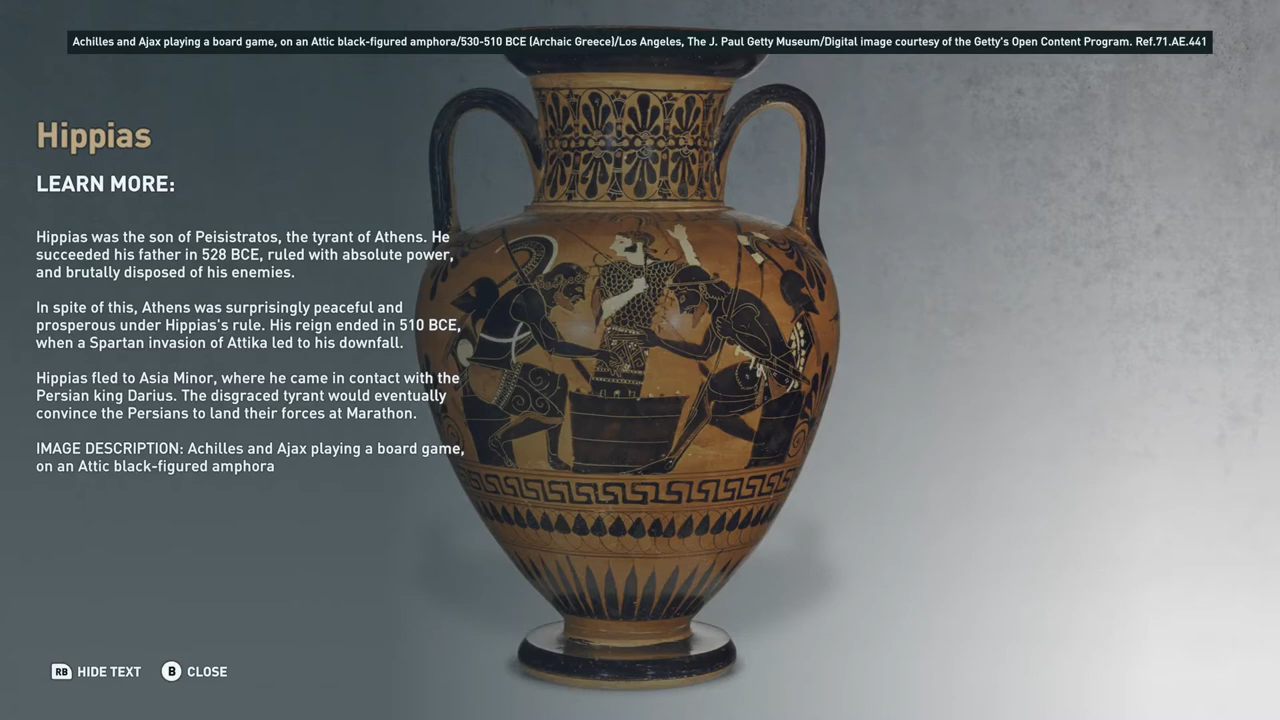 Achilles and Ajax playing a board game, on an Attic black-figured amphora/530-510 BCE (Archaic Greece)/Los Angeles, The J. Paul Getty Museum/Digital image courtesy of the Getty's Open Content Program. Ref.71.AE.441
Hippias
LEARN MORE:
Hippias was the son of Peisistratos, the tyrant of Athens. He
succeeded his father in 528 BCE, ruled with absolute power,
and brutally disposed of his enemies.
In spite of this, Athens was surprisingly peaceful and
prosperous under Hippias's rule. His reign ended in 510 BCE,
when a Spartan invasion of Attika led to his downfall.
Hippias fled to Asia Minor, where he came in contact with the
Persian king Darius. The disgraced tyrant would eventually
convince the Persians to land their forces at Marathon.
IMAGE DESCRIPTION: Achilles and Ajax playing a board game,
on an Attic black-figured amphora
RB HIDE TEXT B CLOSE